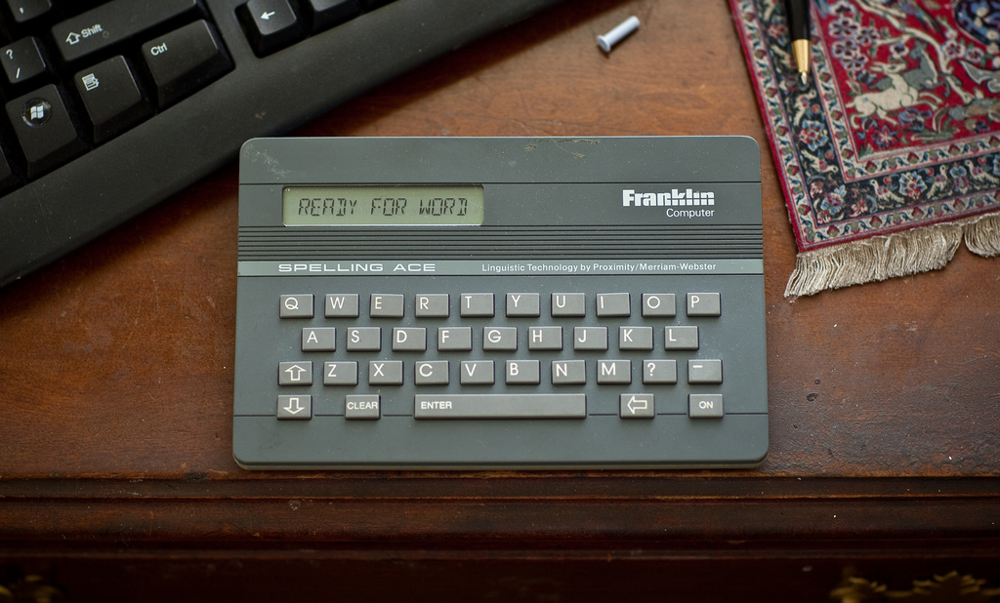 Shift
Ctrl
?
/
READY FOR WORD
Franklin
Computer
SPELLING ACE
Linguistic Technology by Proximity/Merriam-Webster
Q W E R T Y U I O P
A S D F G H J K L
Z X C V B N M ? –
CLEAR ENTER ON